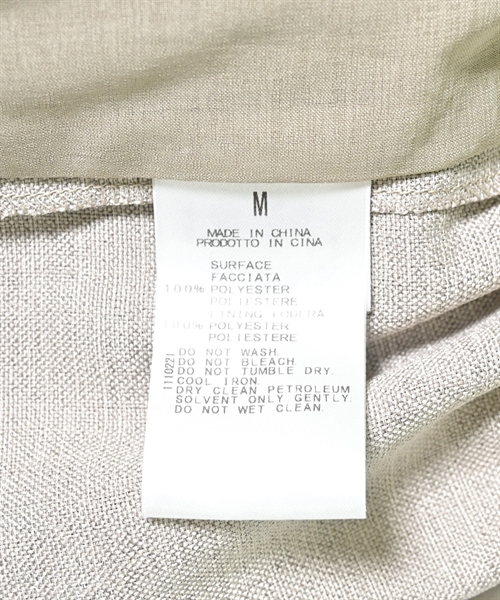 M
MADE IN CHINA
PRODOTTO IN CINA
SURFACE
FACCIATA
100% POLYESTER
POLIESTERE
LINING FODERA
100% POLYESTER
POLIESTERE
DO NOT WASH.
DO NOT BLEACH.
DO NOT TUMBLE DRY.
COOL IRON.
DRY CLEAN PETROLEUM
SOLVENT ONLY GENTLY.
DO NOT WET CLEAN.
1110221